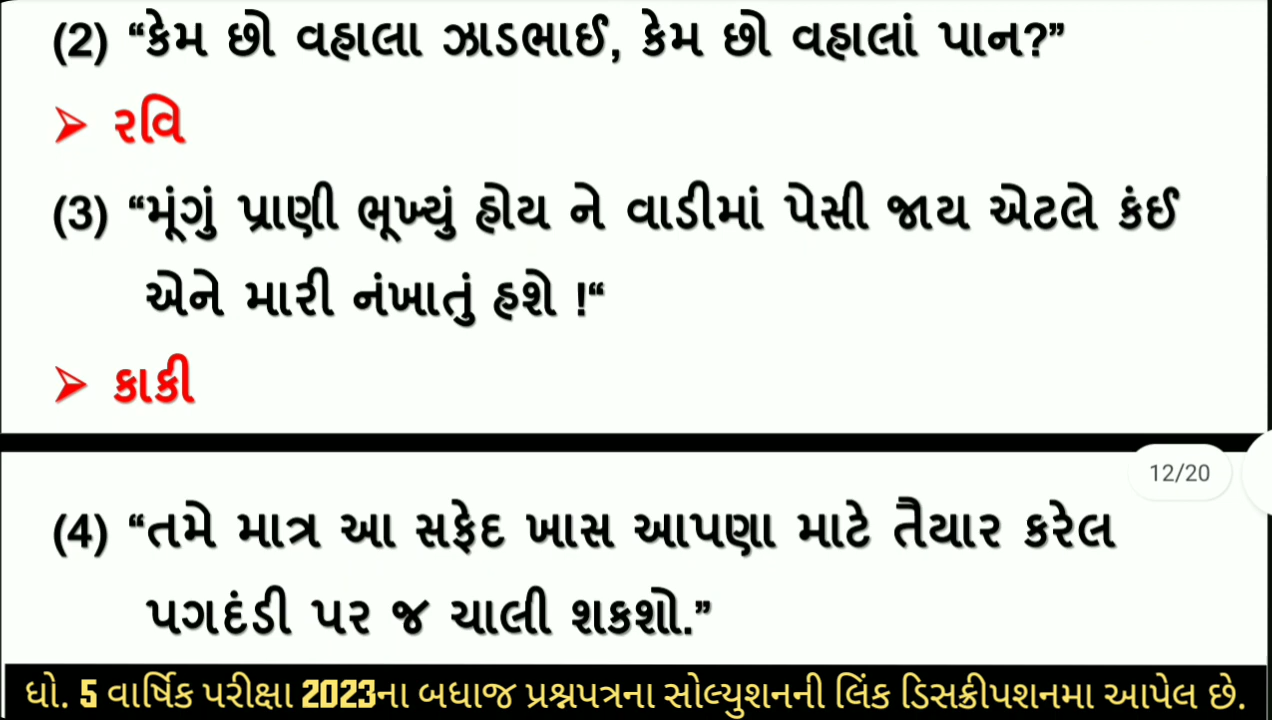 (2) “કેમ છો વહાલા ઝાડભાઈ, કેમ છો વહાલાં પાન?”
➢ રવિ
(3) “મૂંગું પ્રાણી ભૂખ્યું હોય ને વાડીમાં પેસી જાય એટલે કંઈ
એને મારી નંખાતું હશે !“
➢ કાકી
12/20
(4) “તમે માત્ર આ સફેદ ખાસ આપણા માટે તૈયાર કરેલ
પગદંડી પર જ ચાલી શકશો.”
ધો. 5 વાર્ષિક પરીક્ષા 2023ના બધાજ પ્રશ્નપત્રના સોલ્યુશનની લિંક ડિસક્રીપશનમા આપેલ છે.